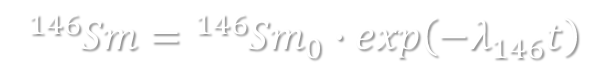 ¹⁴⁶Sm = ¹⁴⁶Sm₀ · exp(−λ₁₄₆t)